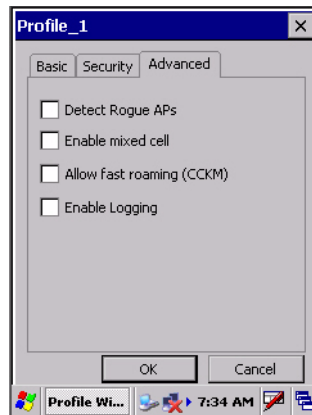 Profile_1
Basic Security Advanced
Detect Rogue APs
Enable mixed cell
Allow fast roaming (CCKM)
Enable Logging
OK Cancel
Profile Wi... 7:34 AM